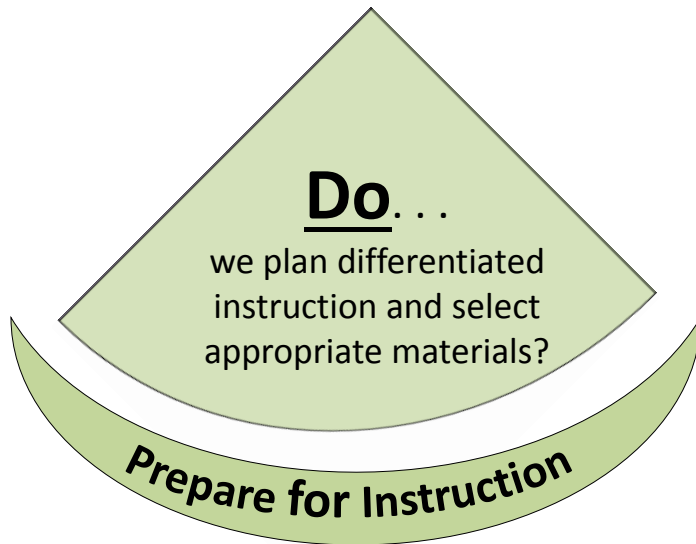 Do...
we plan differentiated
instruction and select
appropriate materials?
Prepare for Instruction